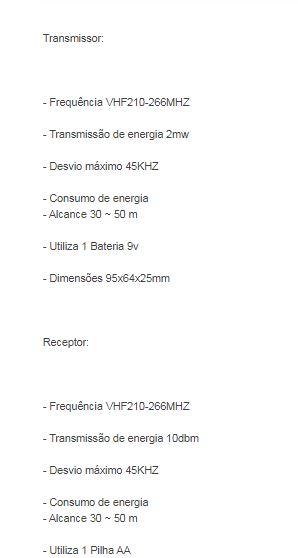 Transmissor:
- Frequência VHF210-266MHZ
- Transmissão de energia 2mw
- Desvio máximo 45KHZ
- Consumo de energia
- Alcance 30 ~ 50 m
- Utiliza 1 Bateria 9v
- Dimensões 95x64x25mm
Receptor:
- Frequência VHF210-266MHZ
- Transmissão de energia 10dbm
- Desvio máximo 45KHZ
- Consumo de energia
- Alcance 30 ~ 50 m
- Utiliza 1 Pilha AA